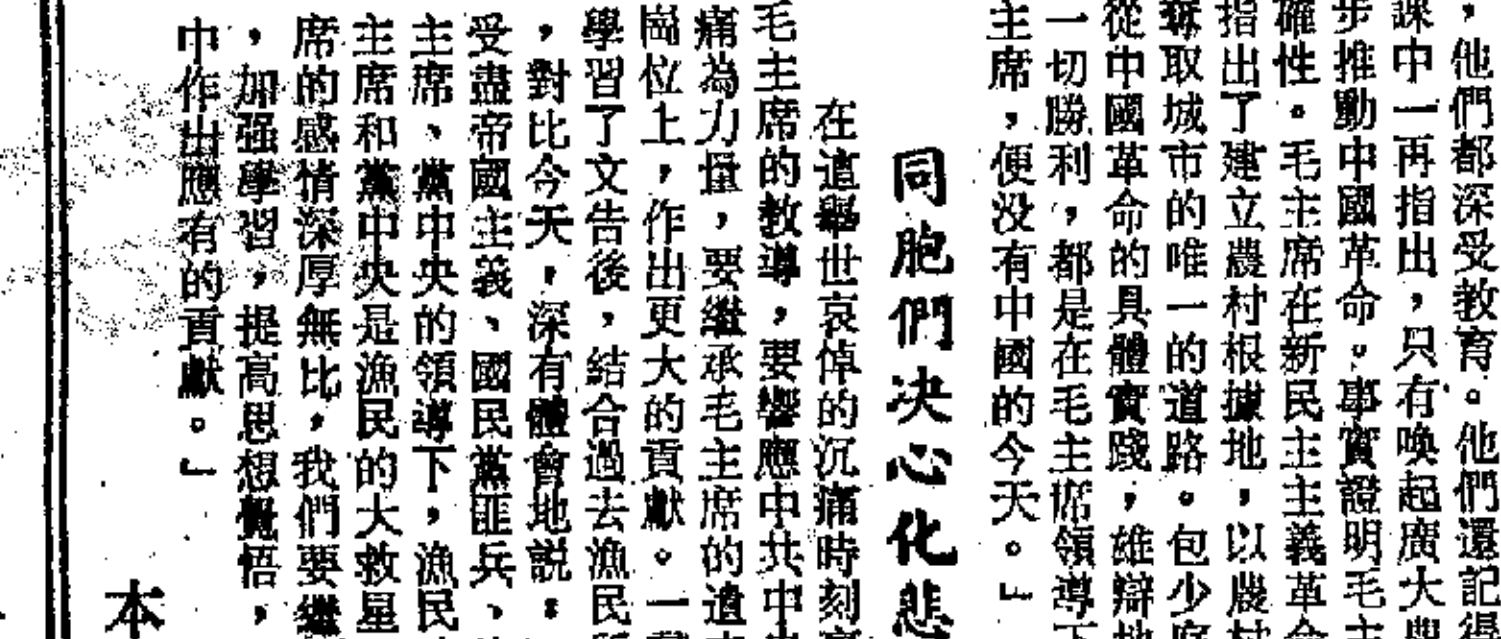 ，他們都深受教育。他們還記得
課中一再指出，只有喚起廣大農
步推動中國革命。事實證明毛主
確性。毛主席在新民主主義革命
指出了建立農村根據地，以農村
奪取城市的唯一的道路。包少庭
從中國革命的具體實踐，雄辯地
一切勝利，都是在毛主席領導下
主席，便没有中國的今天。」
同胞們決心化悲
在這舉世哀悼的沉痛時刻
毛主席的教導，要響應中共中
痛為力量，要繼承毛主席的遺
崗位上，作出更大的貢獻。一
學習了文告後，結合過去漁民
，對比今天，深有體會地説：
受盡帝國主義、國民黨匪兵、
主席、黨中央的領導下，漁民
主席和黨中央是漁民的大救星
席的感情深厚無比，我們要繼
，加强學習，提高思想覺悟，
中作出應有的貢獻。」
本